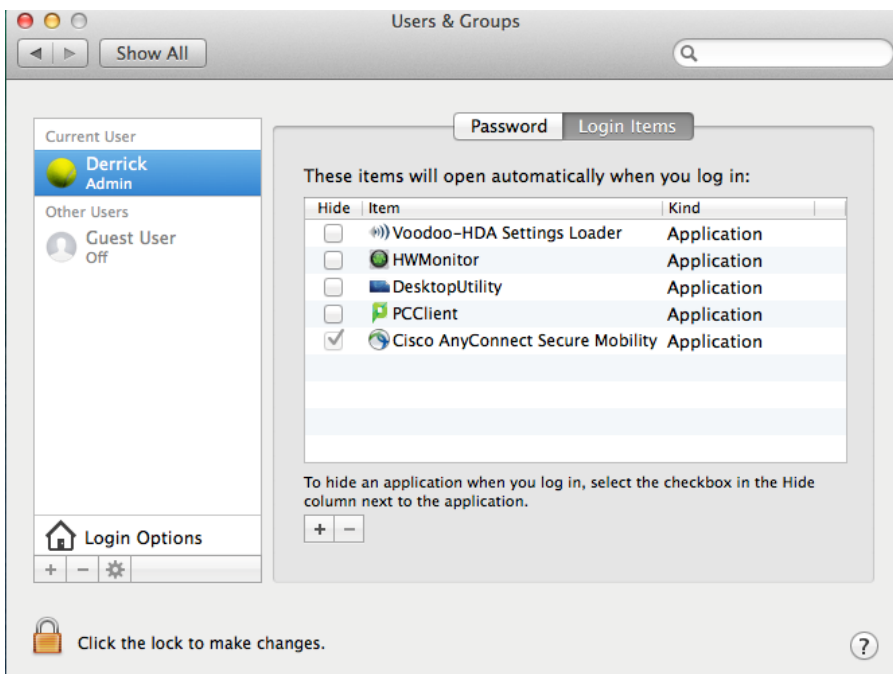 Users & Groups
Show All
Password Login Items
Current User
Derrick
Admin
Other Users
Guest User
Off
These items will open automatically when you log in:
Hide Item Kind
Voodoo-HDA Settings Loader Application
HWMonitor Application
DesktopUtility Application
PCClient Application
Cisco AnyConnect Secure Mobility Application
To hide an application when you log in, select the checkbox in the Hide
column next to the application.
+ −
Login Options
+ −
Click the lock to make changes.
?